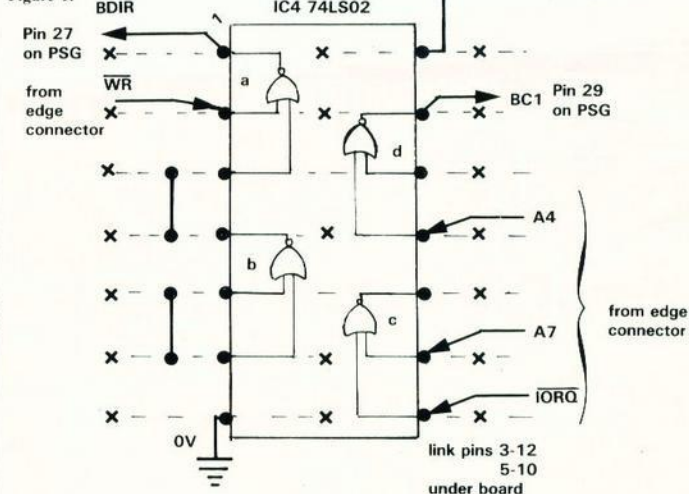 BDIR
IC4 74LS02
1
Pin 27
on PSG
WR
from
edge
connector
a
BC1 Pin 29
on PSG
d
A4
b
c
A7
from edge
connector
IORQ
0V
link pins 3-12
5-10
under board